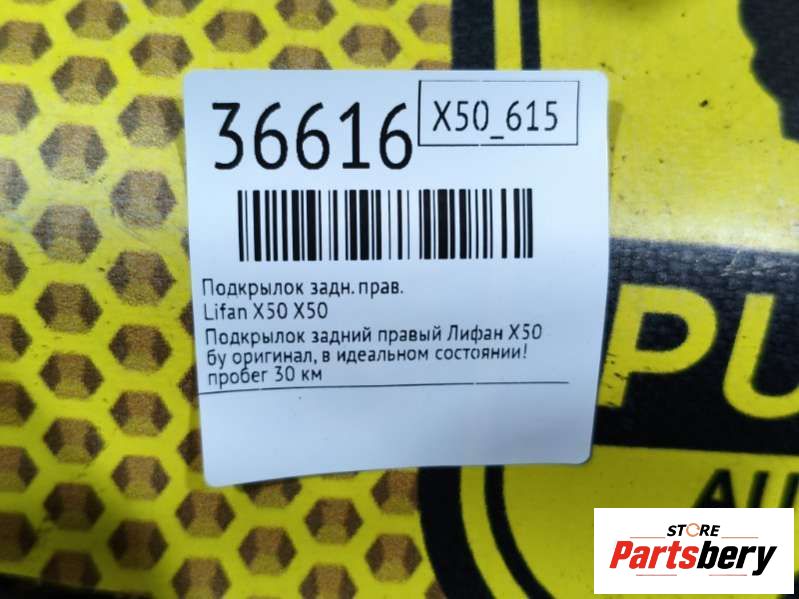 36616
X50_615
Подкрылок задн. прав.
Lifan X50 X50
Подкрылок задний правый Лифан X50
бу оригинал, в идеальном состоянии!
пробег 30 км
PU
AU
STORE
Partsbery